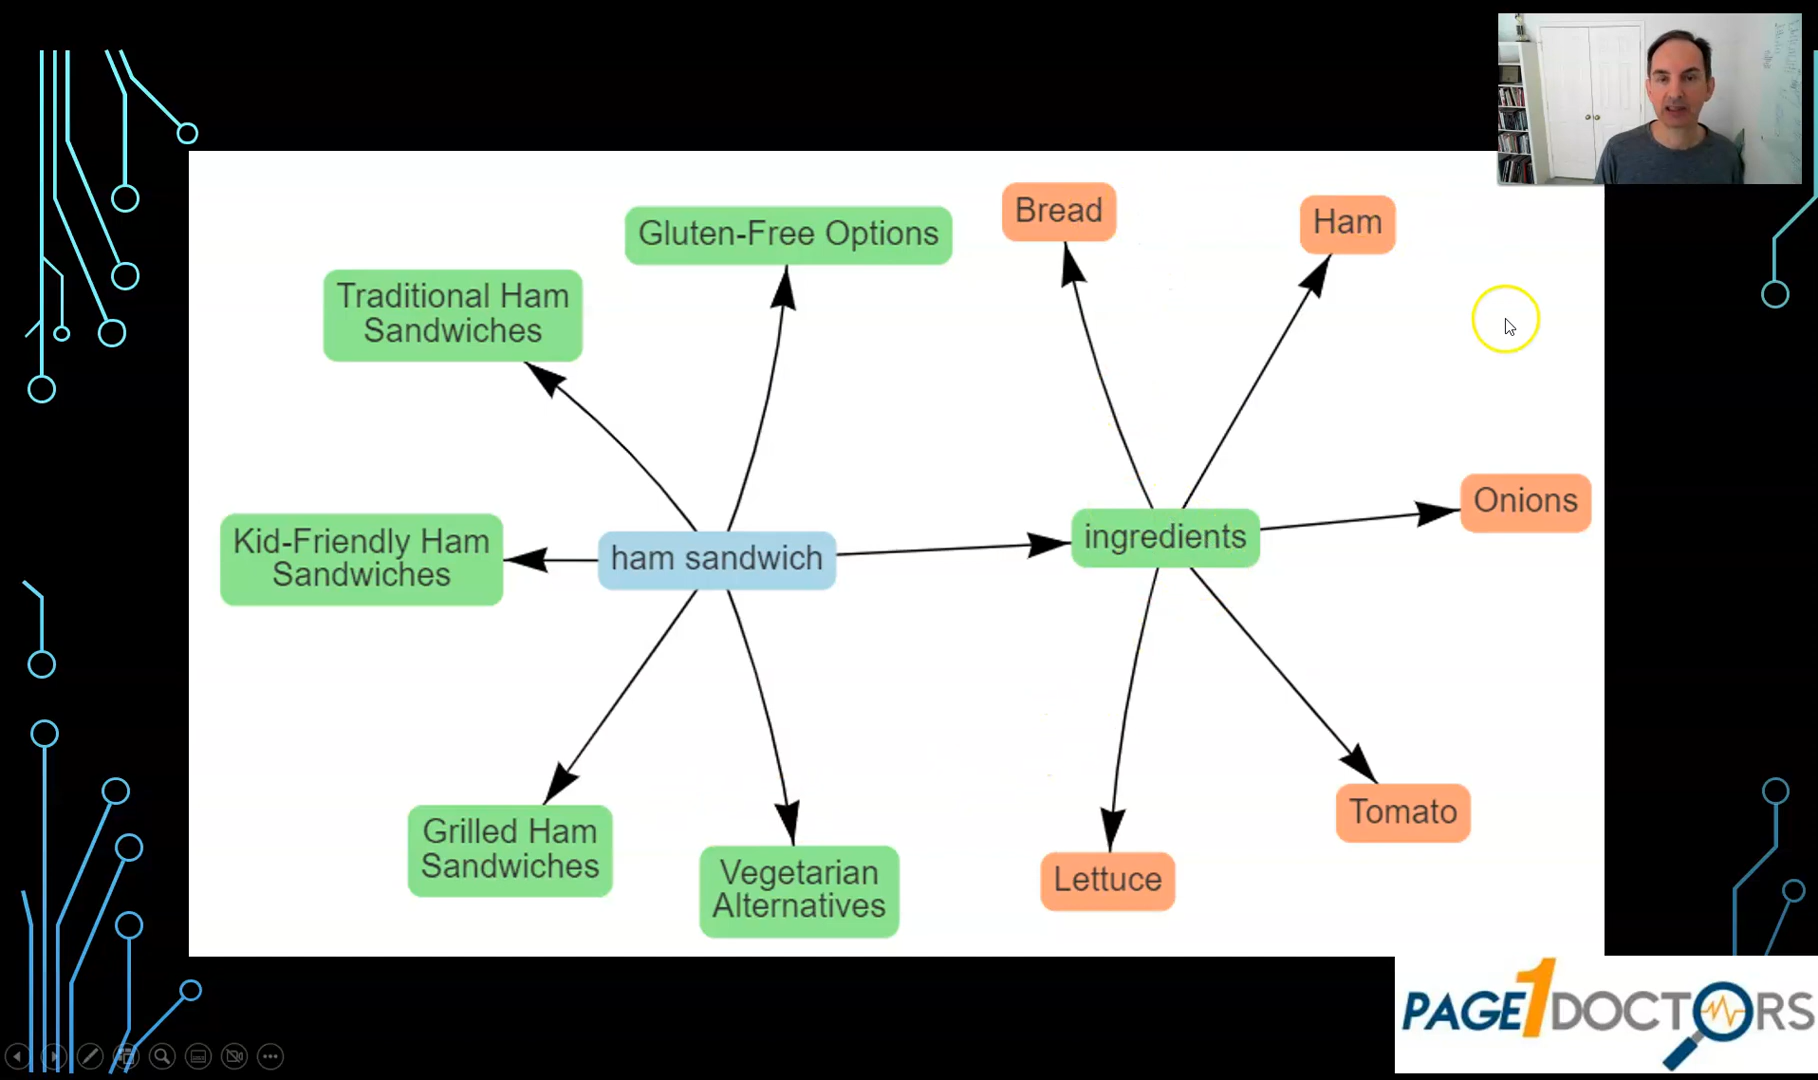 Gluten-Free Options
Bread
Ham
Traditional Ham
Sandwiches
Onions
Kid-Friendly Ham
Sandwiches
ham sandwich
ingredients
Grilled Ham
Sandwiches
Vegetarian
Alternatives
Lettuce
Tomato
PAGE1DOCTORS